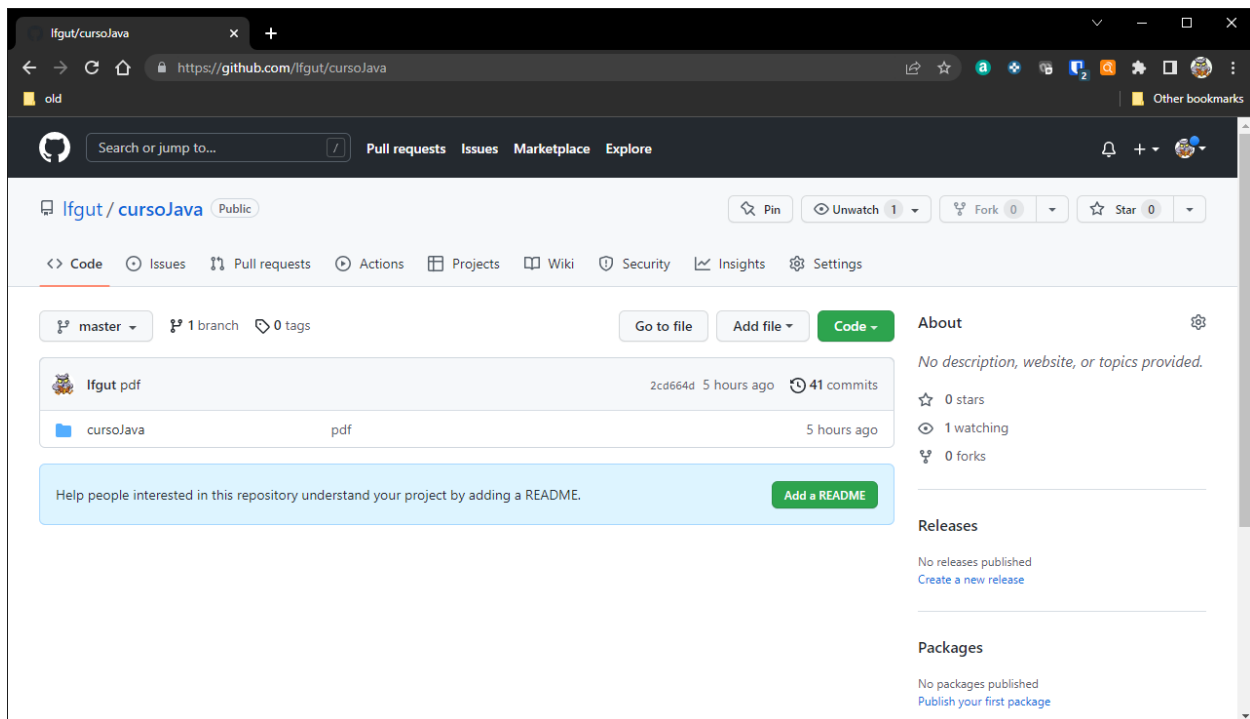 lfgut/cursoJava
https://github.com/lfgut/cursoJava
2
old
Other bookmarks
Search or jump to... /
Pull requests Issues Marketplace Explore
lfgut / cursoJava Public
Pin Unwatch 1 Fork 0 Star 0
Code Issues Pull requests Actions Projects Wiki Security Insights Settings
master 1 branch 0 tags Go to file Add file Code
lfgut pdf 2cd664d 5 hours ago 41 commits
cursoJava pdf 5 hours ago
Help people interested in this repository understand your project by adding a README. Add a README
About
No description, website, or topics provided.
0 stars
1 watching
0 forks
Releases
No releases published
Create a new release
Packages
No packages published
Publish your first package